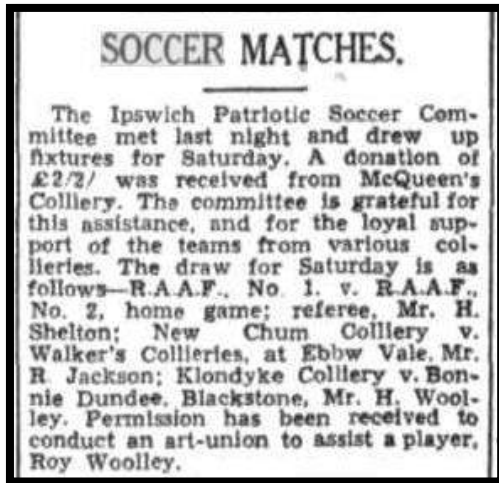 SOCCER MATCHES.
The Ipswich Patriotic Soccer Com-
mittee met last night and drew up
fixtures for Saturday. A donation of
£2/2/ was received from McQueen's
Colliery. The committee is grateful for
this assistance, and for the loyal sup-
port of the teams from various col-
lieries. The draw for Saturday is as
follows—R.A.A.F., No. 1. v. R.A.A.F.,
No. 2, home game; referee, Mr. H.
Shelton; New Chum Colliery v.
Walker's Collieries, at Ebbw Vale, Mr.
R. Jackson; Klondyke Colliery v. Bon-
nie Dundee, Blackstone, Mr. H. Wool-
ley. Permission has been received to
conduct an art-union to assist a player,
Roy Woolley.